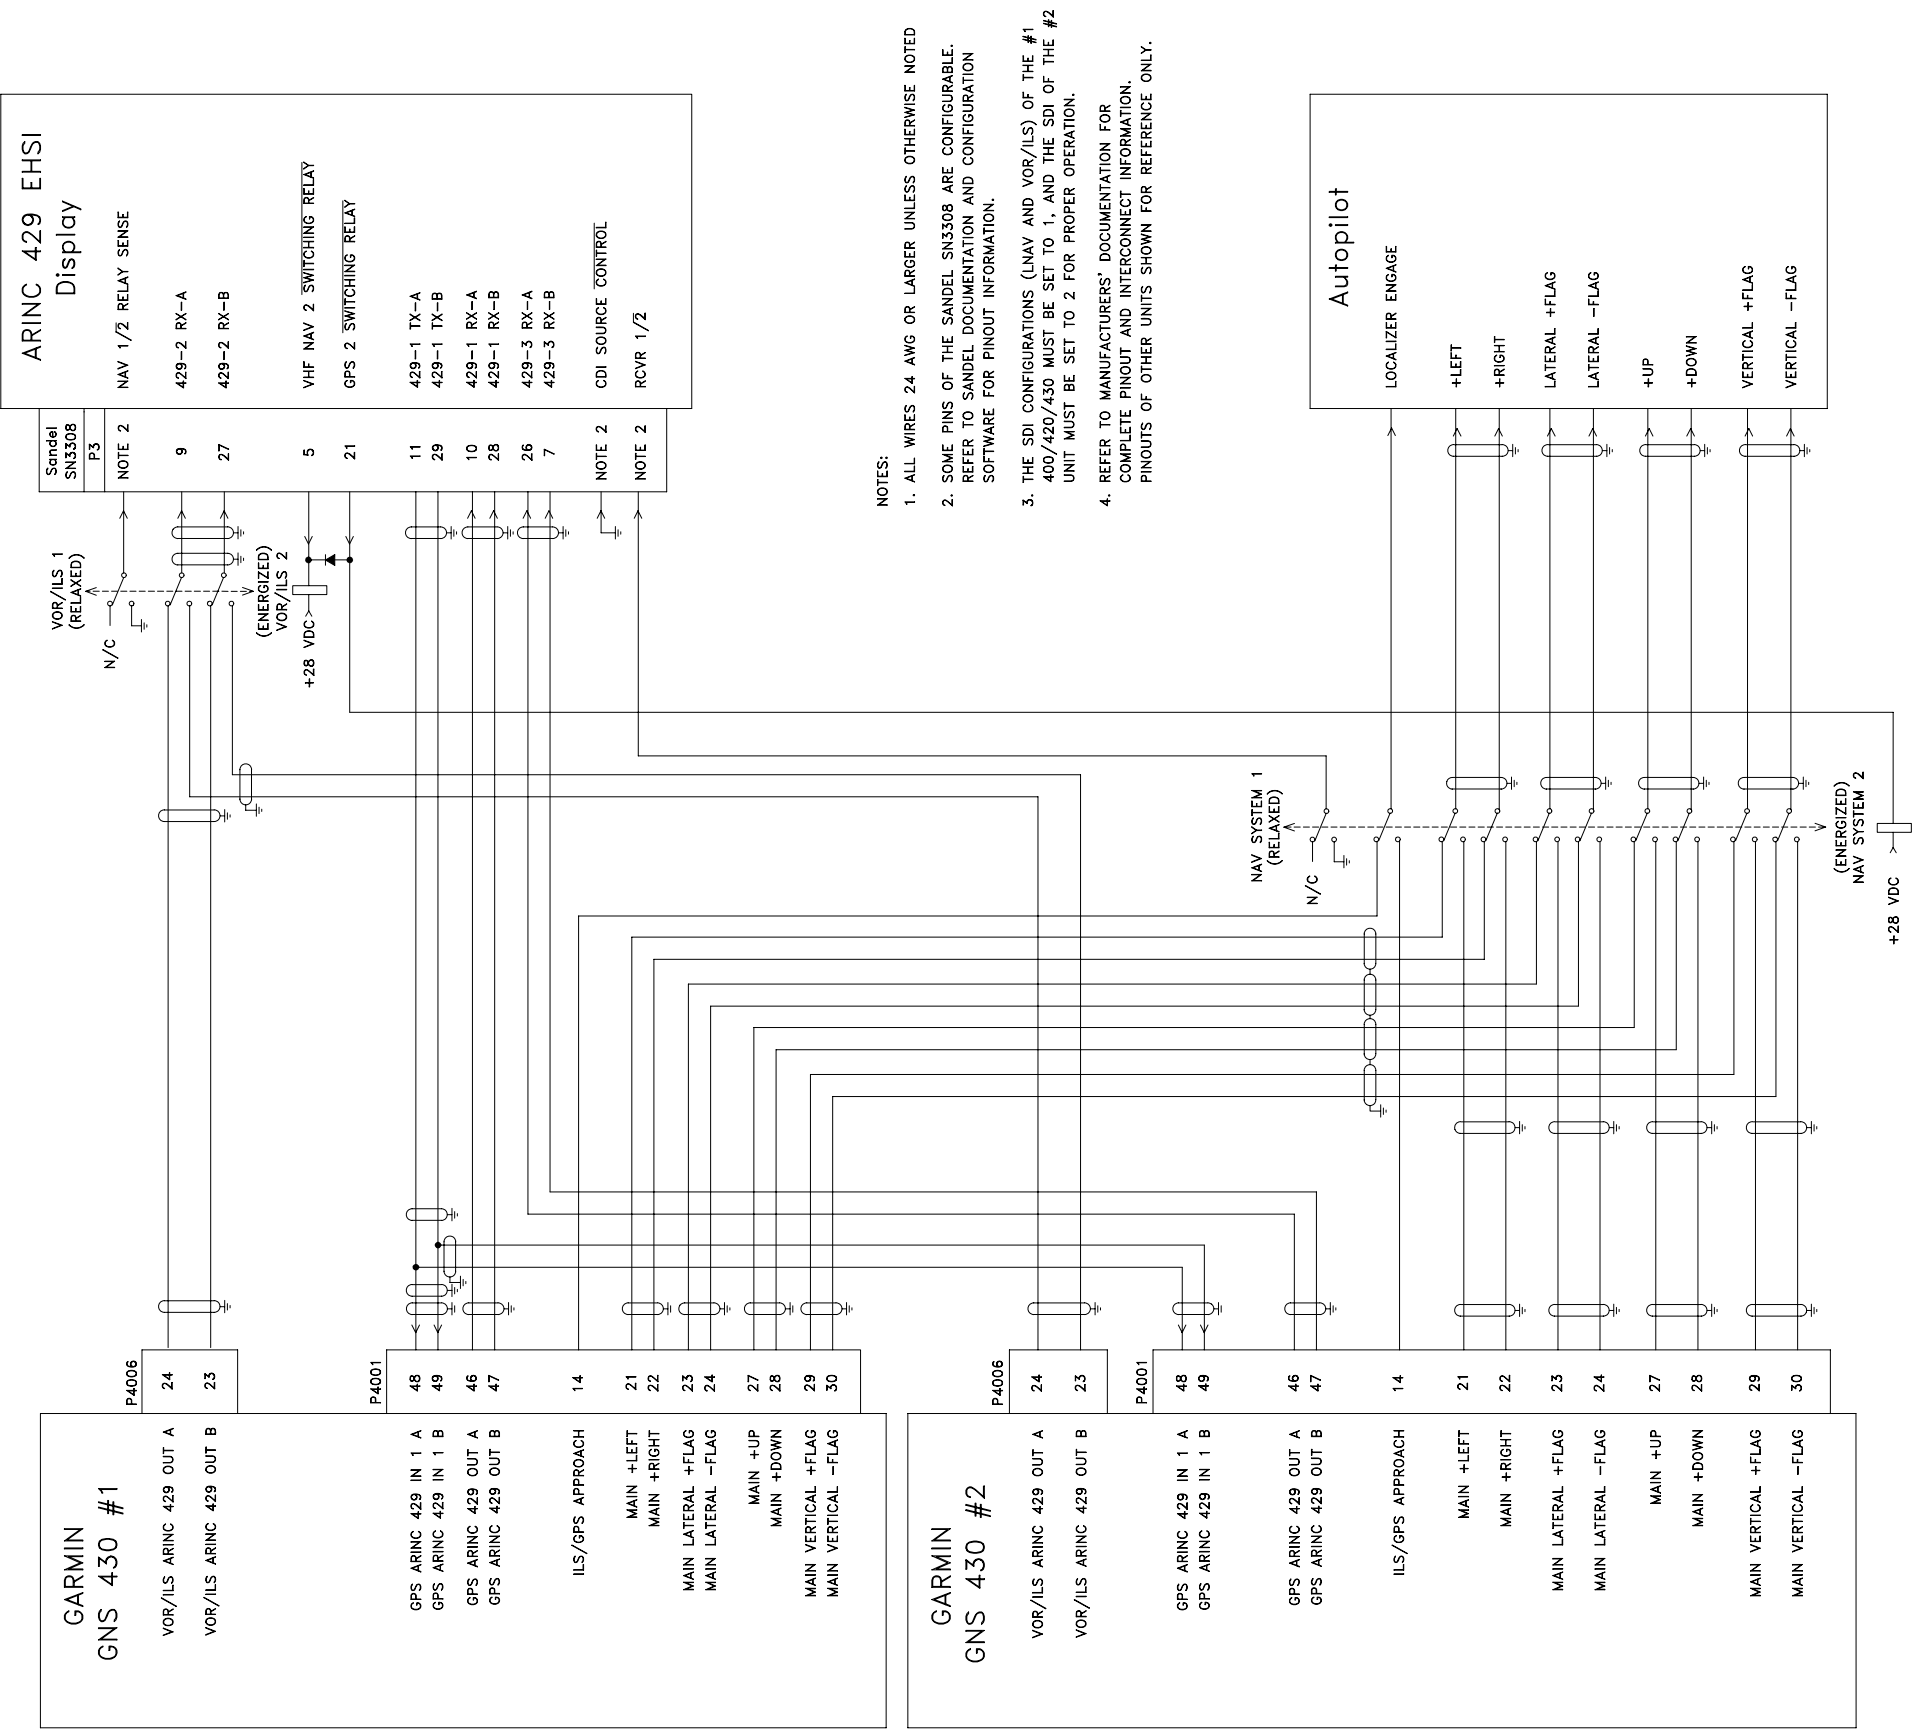 GARMIN
GNS 430 #1
VOR/ILS ARINC 429 OUT A
VOR/ILS ARINC 429 OUT B
P4006
24
23
GPS ARINC 429 IN 1 A
GPS ARINC 429 IN 1 B
GPS ARINC 429 OUT A
GPS ARINC 429 OUT B
ILS/GPS APPROACH
MAIN +LEFT
MAIN +RIGHT
MAIN LATERAL +FLAG
MAIN LATERAL -FLAG
MAIN +UP
MAIN +DOWN
MAIN VERTICAL +FLAG
MAIN VERTICAL -FLAG
P4001
48
49
46
47
14
21
22
23
24
27
28
29
30
GARMIN
GNS 430 #2
VOR/ILS ARINC 429 OUT A
VOR/ILS ARINC 429 OUT B
P4006
24
23
GPS ARINC 429 IN 1 A
GPS ARINC 429 IN 1 B
GPS ARINC 429 OUT A
GPS ARINC 429 OUT B
ILS/GPS APPROACH
MAIN +LEFT
MAIN +RIGHT
MAIN LATERAL +FLAG
MAIN LATERAL -FLAG
MAIN +UP
MAIN +DOWN
MAIN VERTICAL +FLAG
MAIN VERTICAL -FLAG
P4001
48
49
46
47
14
21
22
23
24
27
28
29
30
VOR/ILS 1
(RELAXED)
N/C
(ENERGIZED)
VOR/ILS 2
+28 VDC
NAV SYSTEM 1
(RELAXED)
N/C
(ENERGIZED)
NAV SYSTEM 2
+28 VDC
Sandel
SN3308
P3
NOTE 2
9
27
5
21
11
29
10
28
26
7
NOTE 2
NOTE 2
ARINC 429 EHSI
Display
NAV 1/2 RELAY SENSE
429-2 RX-A
429-2 RX-B
VHF NAV 2 SWITCHING RELAY
GPS 2 SWITCHING RELAY
429-1 TX-A
429-1 TX-B
429-1 RX-A
429-1 RX-B
429-3 RX-A
429-3 RX-B
CDI SOURCE CONTROL
RCVR 1/2
NOTES:
1. ALL WIRES 24 AWG OR LARGER UNLESS OTHERWISE NOTED
2. SOME PINS OF THE SANDEL SN3308 ARE CONFIGURABLE.
REFER TO SANDEL DOCUMENTATION AND CONFIGURATION
SOFTWARE FOR PINOUT INFORMATION.
3. THE SDI CONFIGURATIONS (LNAV AND VOR/ILS) OF THE #1
400/420/430 MUST BE SET TO 1, AND THE SDI OF THE #2
UNIT MUST BE SET TO 2 FOR PROPER OPERATION.
4. REFER TO MANUFACTURERS' DOCUMENTATION FOR
COMPLETE PINOUT AND INTERCONNECT INFORMATION.
PINOUTS OF OTHER UNITS SHOWN FOR REFERENCE ONLY.
Autopilot
LOCALIZER ENGAGE
+LEFT
+RIGHT
LATERAL +FLAG
LATERAL -FLAG
+UP
+DOWN
VERTICAL +FLAG
VERTICAL -FLAG